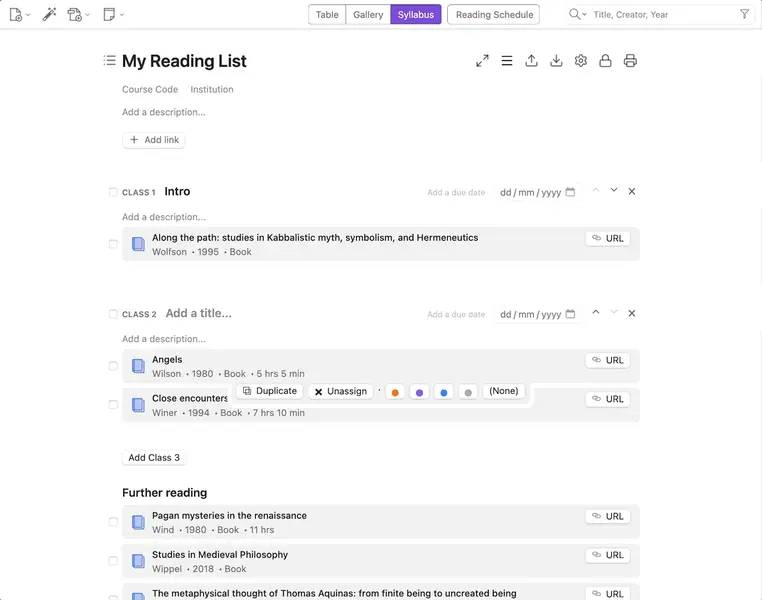 Table Gallery Syllabus Reading Schedule Title, Creator, Year
My Reading List
Course Code Institution
Add a description...
+ Add link
CLASS 1 Intro Add a due date dd / mm / yyyy
Add a description...
Along the path: studies in Kabbalistic myth, symbolism, and Hermeneutics URL
Wolfson • 1995 • Book
CLASS 2 Add a title... Add a due date dd / mm / yyyy
Add a description...
Angels URL
Wilson • 1980 • Book • 5 hrs 5 min
Duplicate Unassign · (None)
Close encounters URL
Winer • 1994 • Book • 7 hrs 10 min
Add Class 3
Further reading
Pagan mysteries in the renaissance URL
Wind • 1980 • Book • 11 hrs
Studies in Medieval Philosophy URL
Wippel • 2018 • Book
The metaphysical thought of Thomas Aquinas: from finite being to uncreated being URL